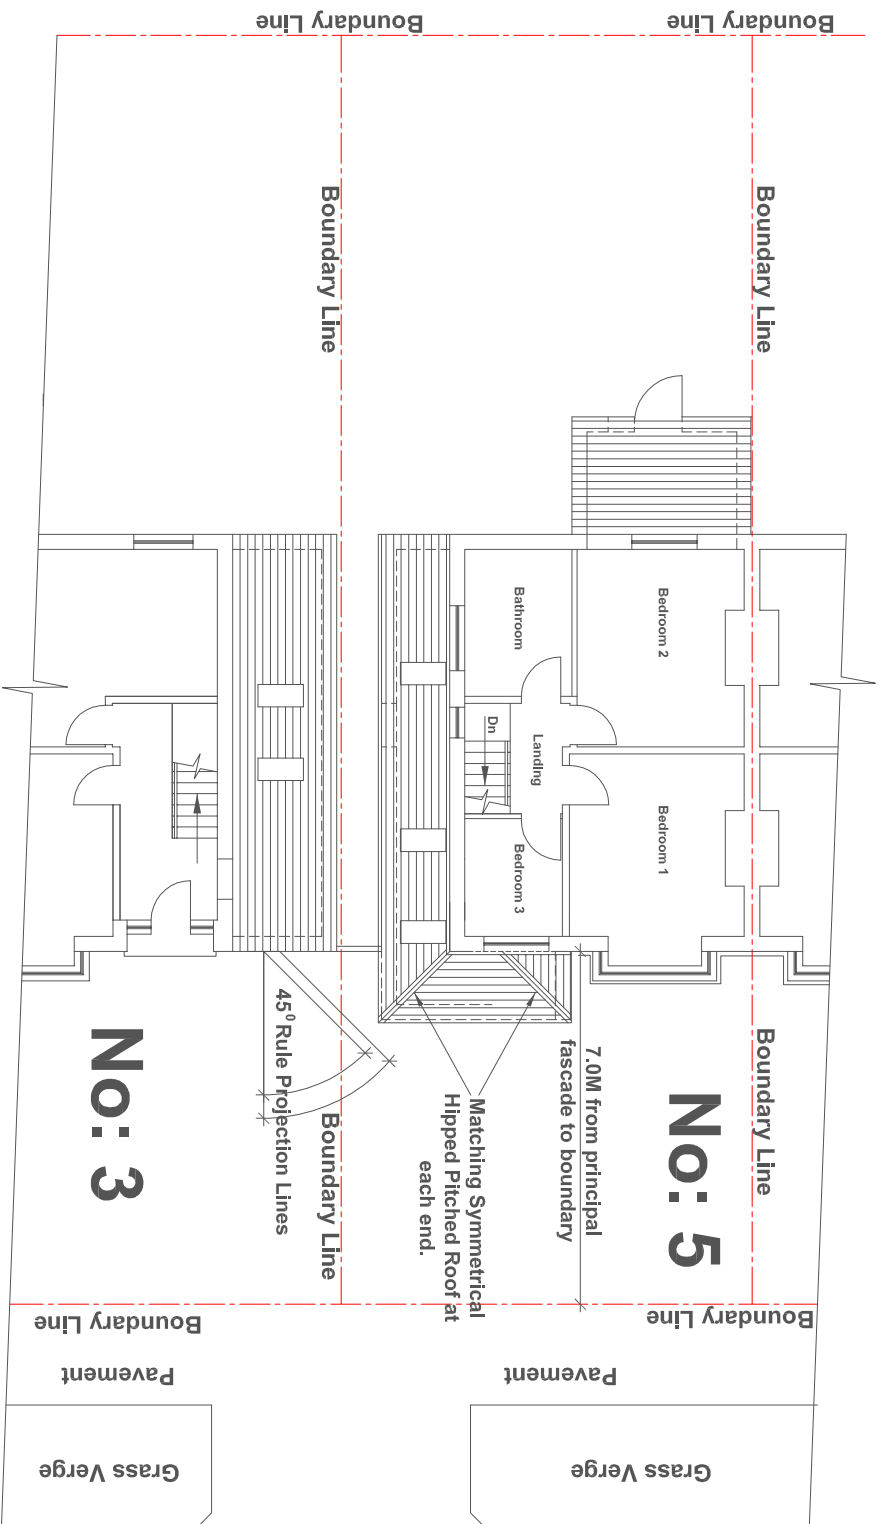 Boundary Line
Boundary Line
Boundary Line
Boundary Line
Bathroom
Bedroom 2
Dn
Landing
Bedroom 1
Bedroom 3
45⁰ Rule Projection Lines
No: 3
Boundary Line
Matching Symmetrical
Hipped Pitched Roof at
each end.
7.0M from principal
fascade to boundary
No: 5
Boundary Line
Boundary Line
Boundary Line
Pavement
Pavement
Grass Verge
Grass Verge